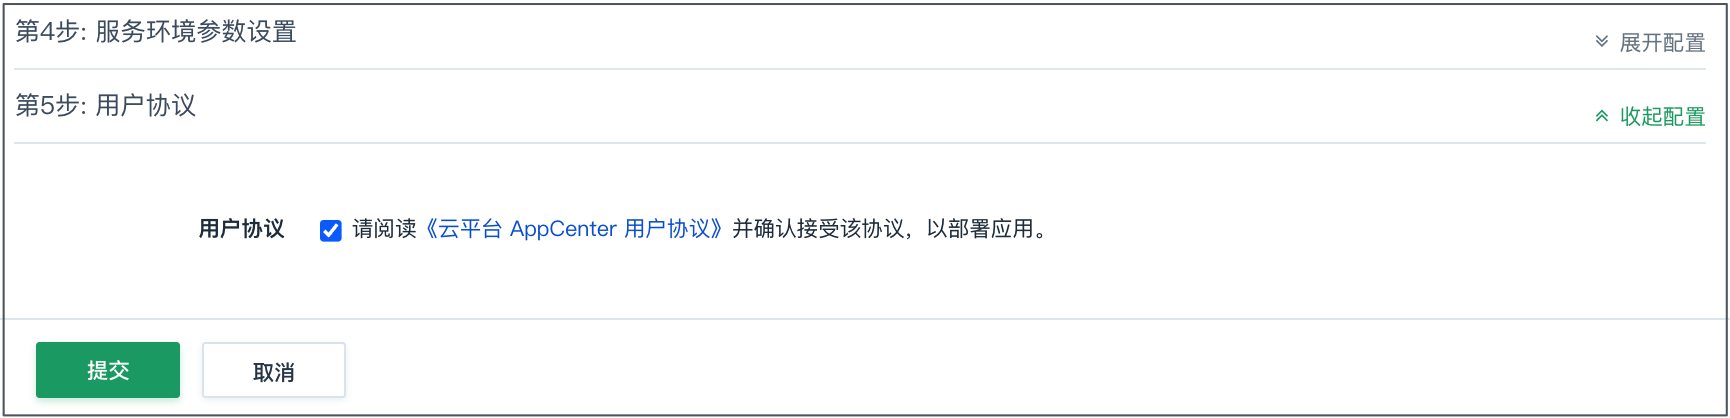 第4步: 服务环境参数设置
展开配置
第5步: 用户协议
收起配置
用户协议 请阅读《云平台 AppCenter 用户协议》并确认接受该协议，以部署应用。
提交 取消